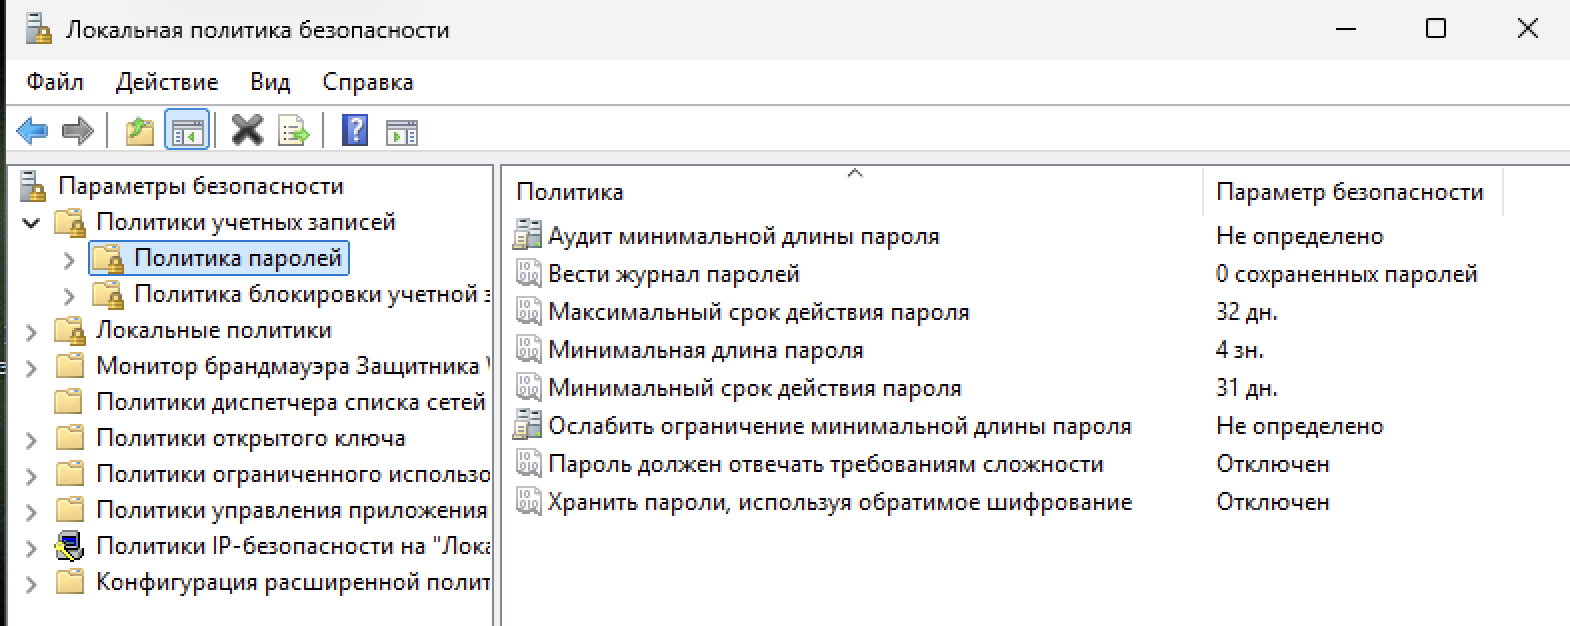 Локальная политика безопасности
Файл Действие Вид Справка
Параметры безопасности
Политики учетных записей
Политика паролей
Политика блокировки учетной з
Локальные политики
Монитор брандмауэра Защитника
Политики диспетчера списка сетей
Политики открытого ключа
Политики ограниченного использо
Политики управления приложения
Политики IP-безопасности на "Лока
Конфигурация расширенной полит
Политика Параметр безопасности
Аудит минимальной длины пароля Не определено
Вести журнал паролей 0 сохраненных паролей
Максимальный срок действия пароля 32 дн.
Минимальная длина пароля 4 зн.
Минимальный срок действия пароля 31 дн.
Ослабить ограничение минимальной длины пароля Не определено
Пароль должен отвечать требованиям сложности Отключен
Хранить пароли, используя обратимое шифрование Отключен